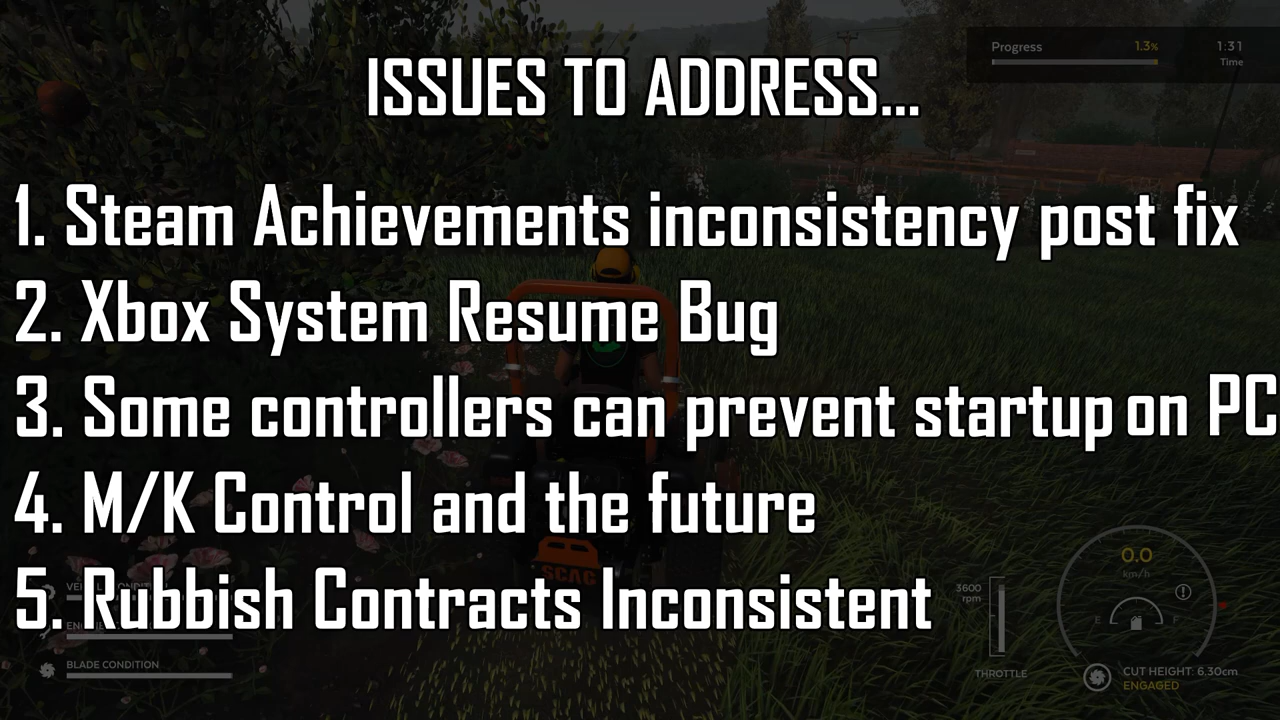 Progress 1.3% 1:31
Time
ISSUES TO ADDRESS...
1. Steam Achievements inconsistency post fix
2. Xbox System Resume Bug
3. Some controllers can prevent startup on PC
4. M/K Control and the future
5. Rubbish Contracts Inconsistent
SCAG
BLADE CONDITION
3600
rpm
THROTTLE
0.0
km/h
E F
CUT HEIGHT: 6.30cm
ENGAGED